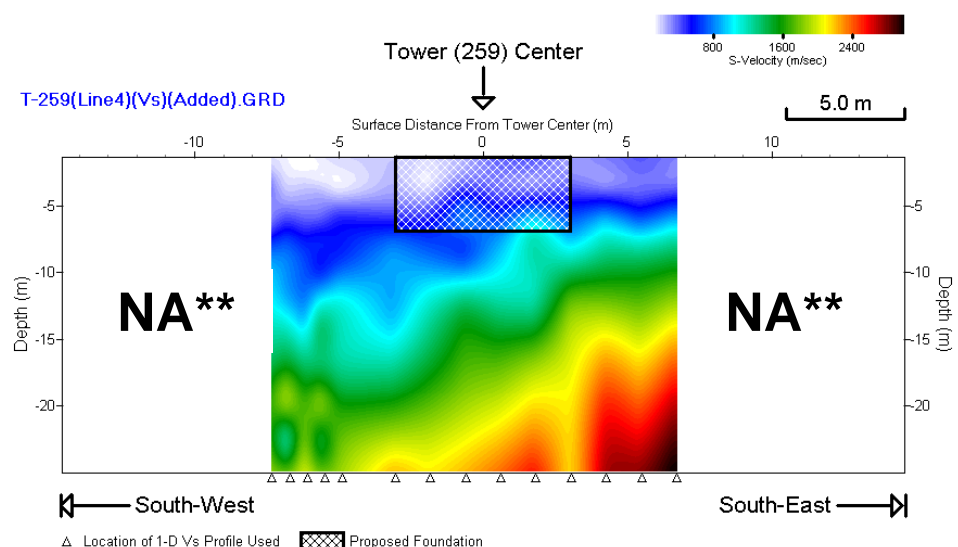 800 1600 2400
S-Velocity (m/sec)
Tower (259) Center
T-259(Line4)(Vs)(Added).GRD
5.0 m
Surface Distance From Tower Center (m)
-10 -5 0 5 10
-5 -5
-10 -10
-15 -15
-20 -20
Depth (m)
NA**
NA**
Depth (m)
South-West
South-East
Location of 1-D Vs Profile Used
Proposed Foundation